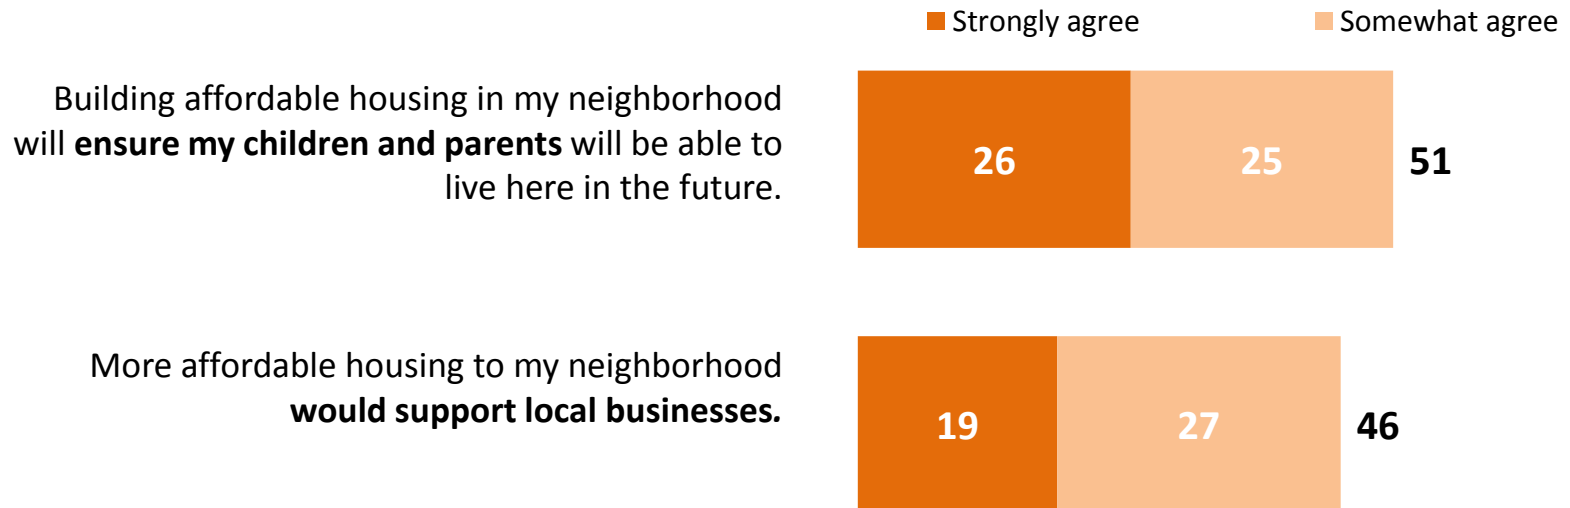 Strongly agree
Somewhat agree
Building affordable housing in my neighborhood
will ensure my children and parents will be able to
live here in the future.
26
25
51
More affordable housing to my neighborhood
would support local businesses.
19
27
46